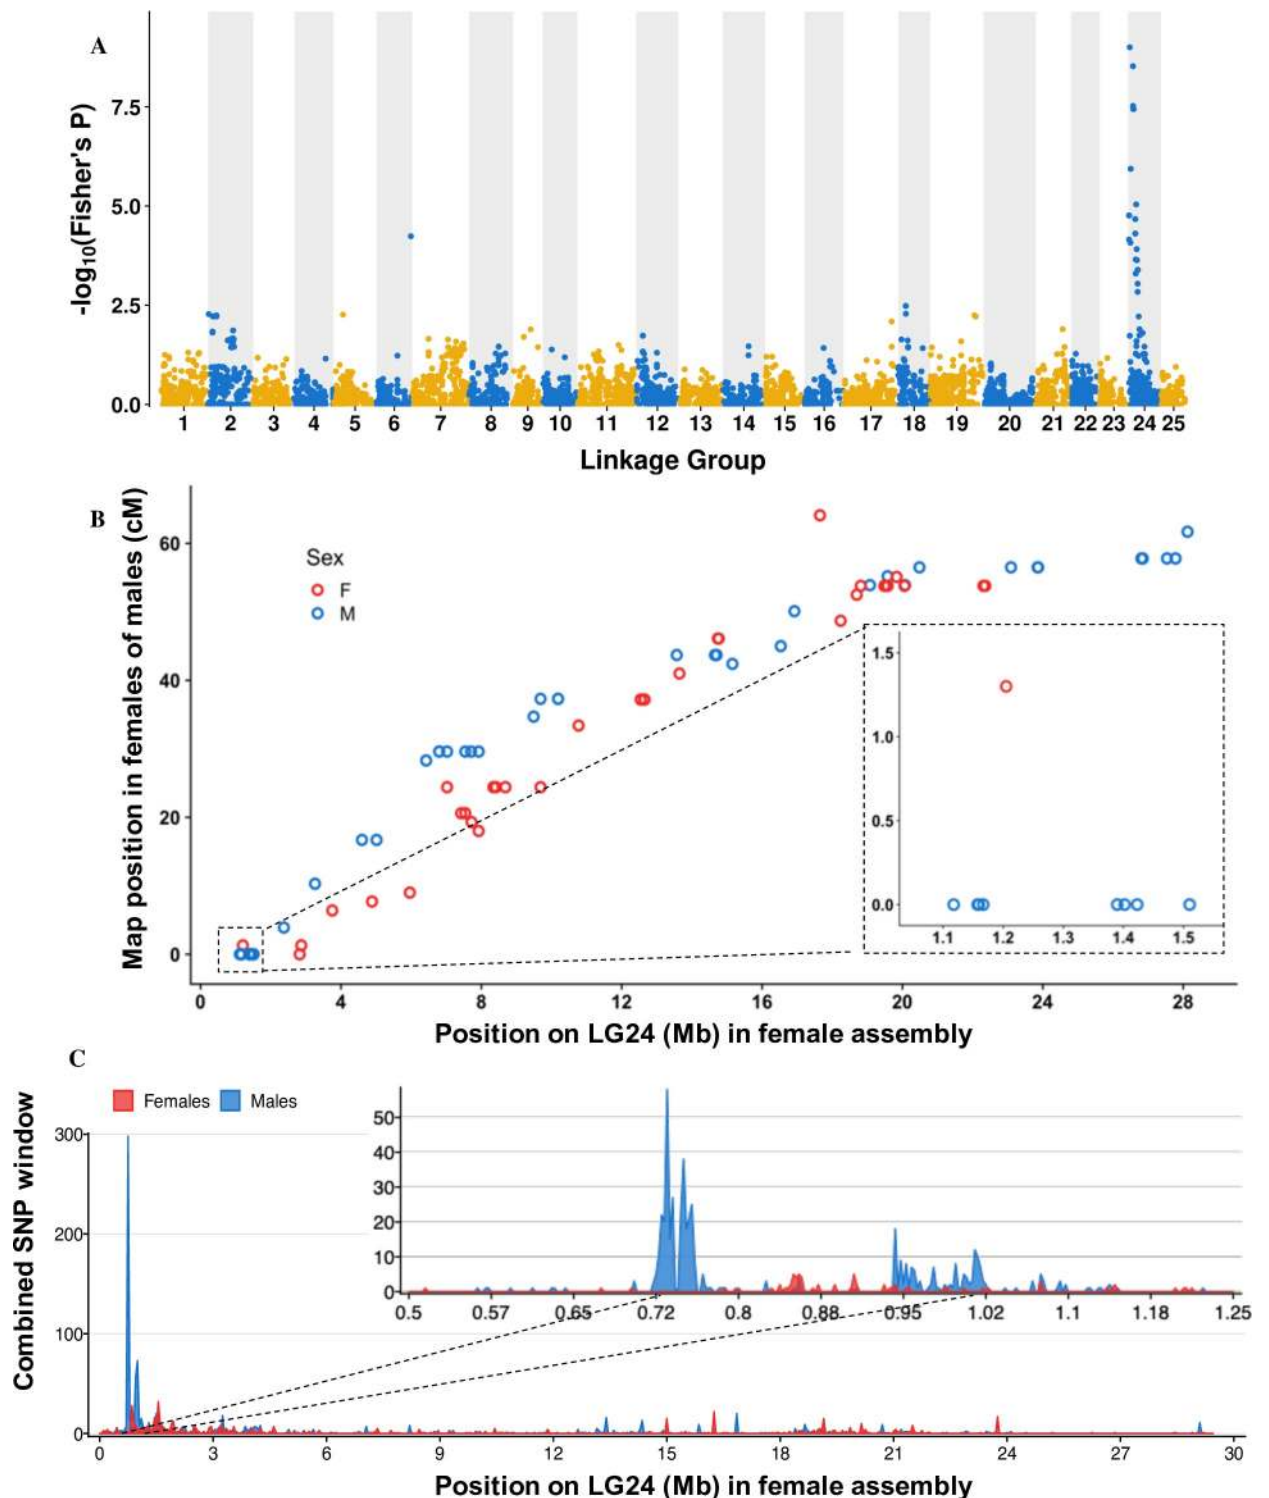 A
-log₁₀(Fisher's P)
7.5
5.0
2.5
0.0
1 2 3 4 5 6 7 8 9 10 11 12 13 14 15 16 17 18 19 20 21 22 23 24 25
Linkage Group
B
Map position in females of males (cM)
60
40
20
0
Sex
F
M
1.5
1.0
0.5
0.0
1.1 1.2 1.3 1.4 1.5
0 4 8 12 16 20 24 28
Position on LG24 (Mb) in female assembly
C
Females Males
Combined SNP window
300
200
100
0
50
40
30
20
10
0
0.5 0.57 0.65 0.72 0.8 0.88 0.95 1.02 1.1 1.18 1.25
0 3 6 9 12 15 18 21 24 27 30
Position on LG24 (Mb) in female assembly